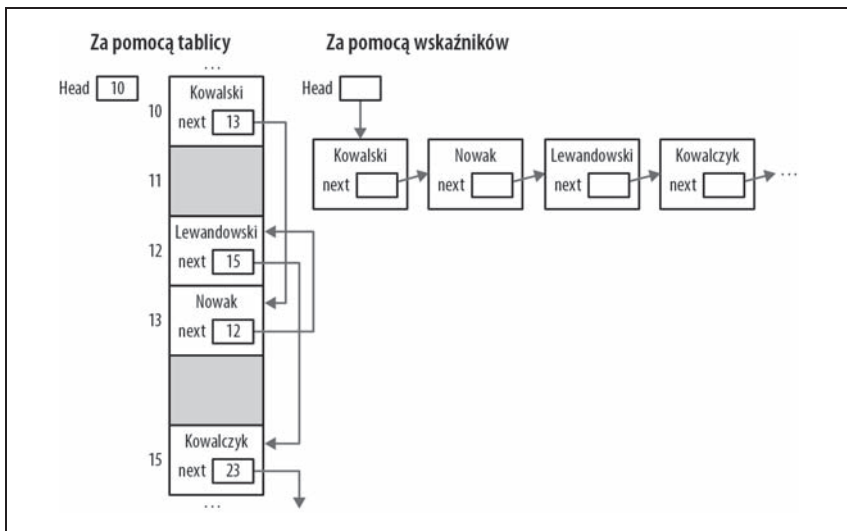 Za pomocą tablicy
...
Head 10
10
Kowalski
next 13
11
12
Lewandowski
next 15
13
Nowak
next 12
15
Kowalczyk
next 23
...
Za pomocą wskaźników
Head
Kowalski
next
Nowak
next
Lewandowski
next
Kowalczyk
next
...